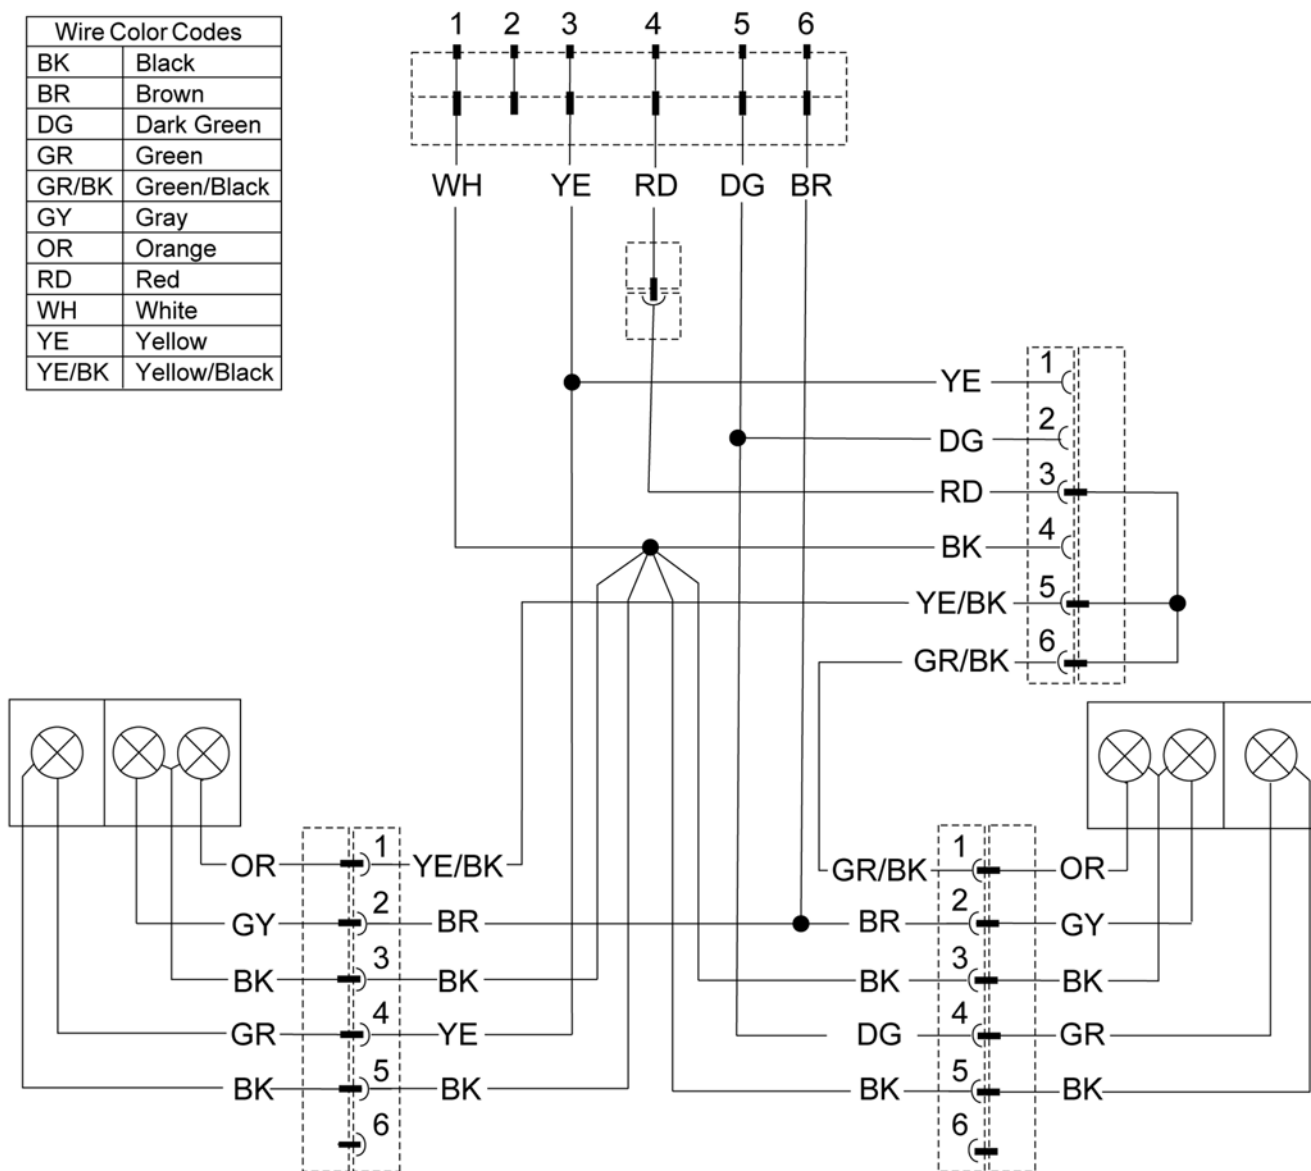 Wire Color Codes
BK Black
BR Brown
DG Dark Green
GR Green
GR/BK Green/Black
GY Gray
OR Orange
RD Red
WH White
YE Yellow
YE/BK Yellow/Black
1 2 3 4 5 6
WH YE RD DG BR
YE 1
DG 2
RD 3
BK 4
YE/BK 5
GR/BK 6
OR 1 YE/BK
GY 2 BR
BK 3 BK
GR 4 YE
BK 5 BK
6
GR/BK 1 OR
BR 2 GY
BK 3 BK
DG 4 GR
BK 5 BK
6